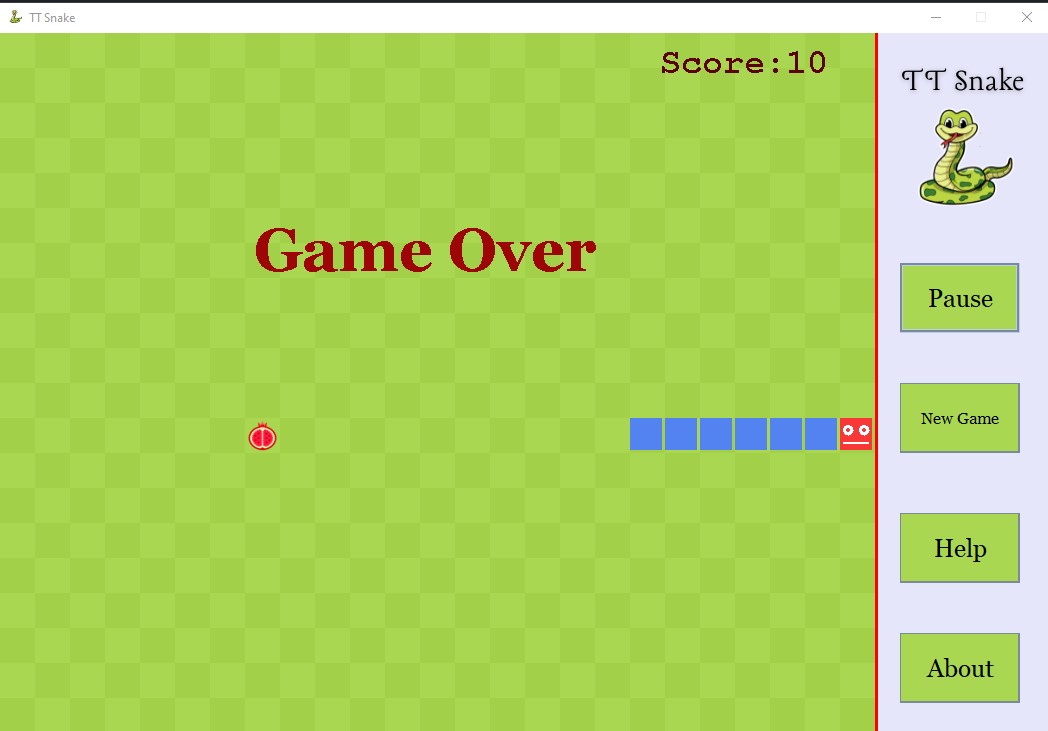 TT Snake
Score:10
TT Snake
Game Over
Pause
New Game
Help
About